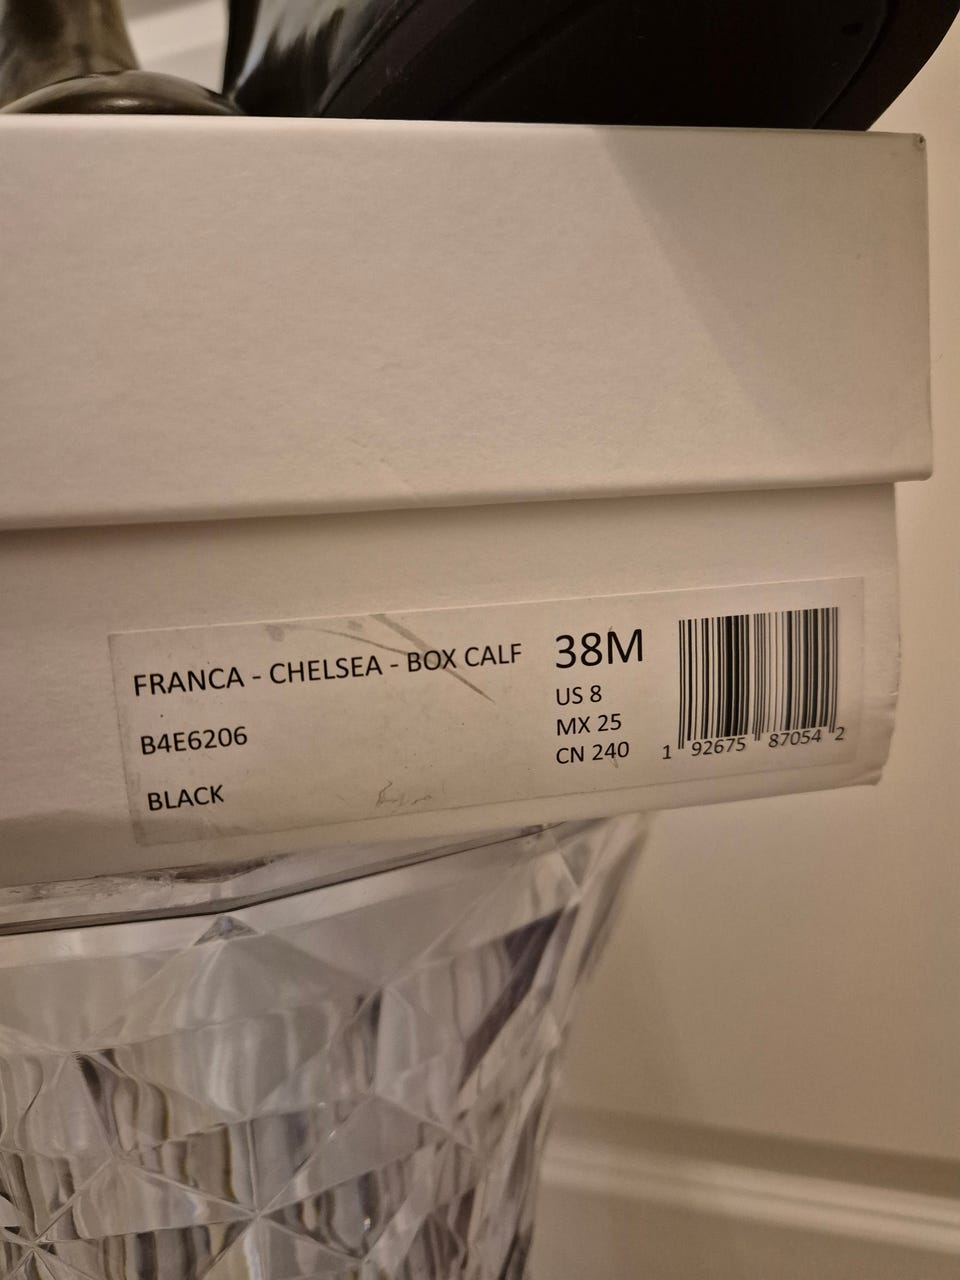 FRANCA - CHELSEA - BOX CALF
B4E6206
BLACK
38M
US 8
MX 25
CN 240
1 92675 87054 2